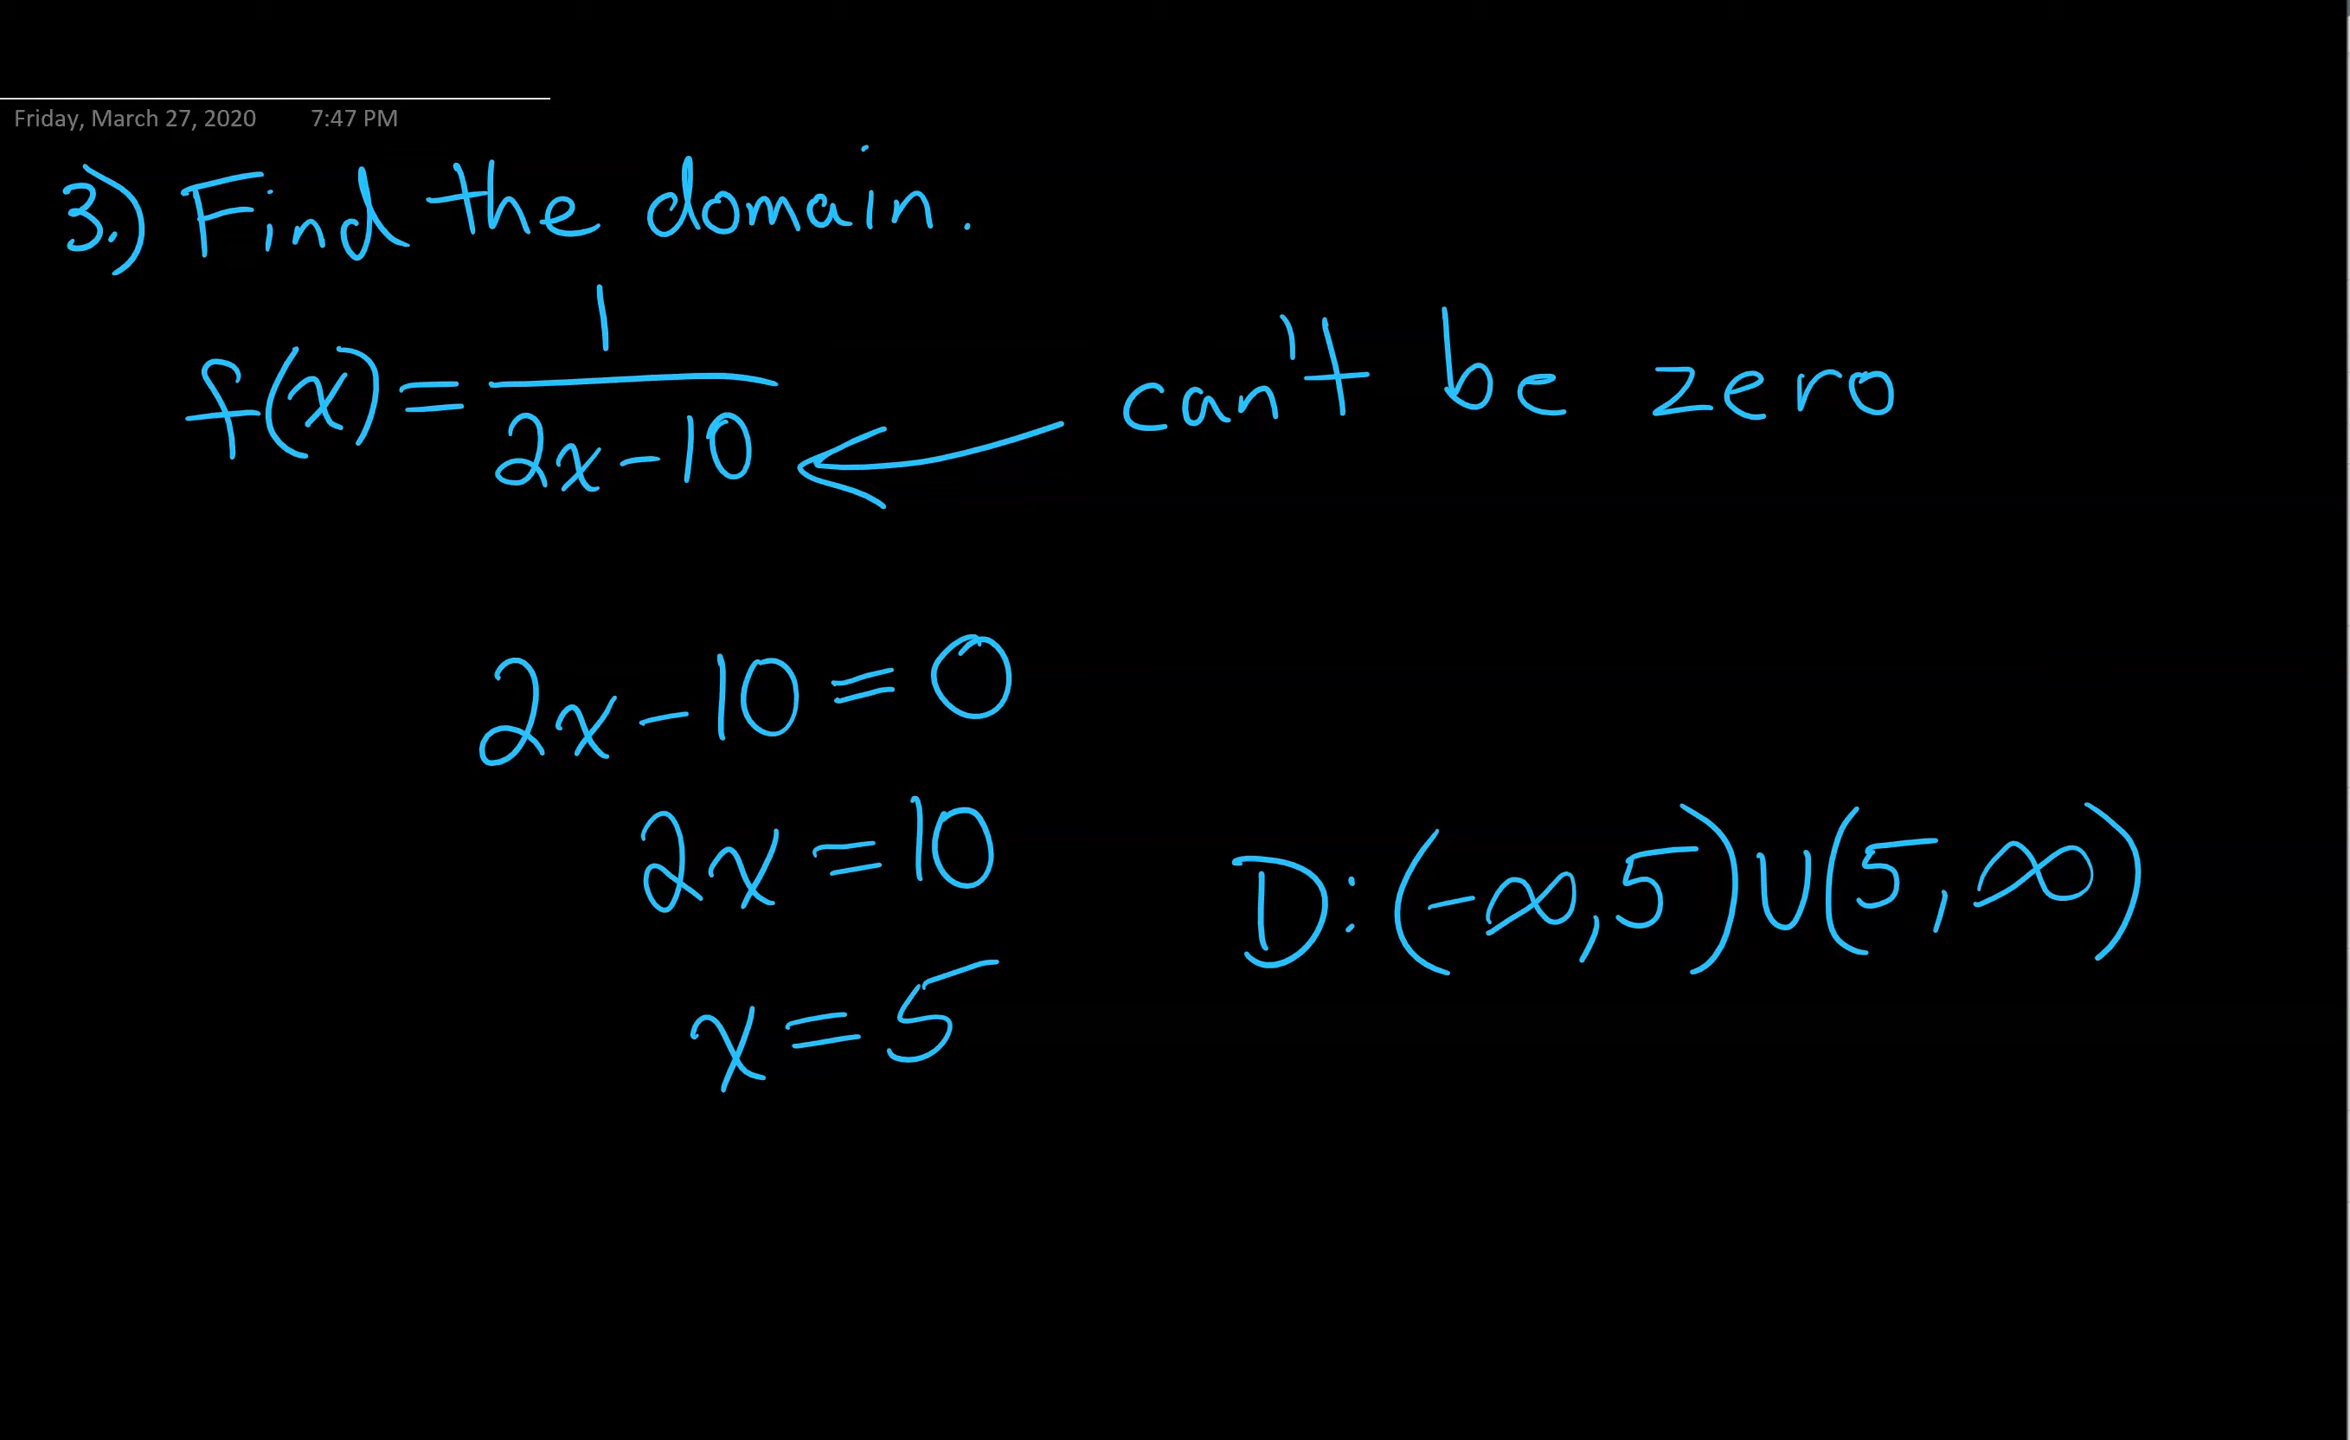 Friday, March 27, 2020 7:47 PM
3.) Find the domain.
f(x) = 1/(2x-10) ← can't be zero
2x-10=0
2x=10
x=5
D: (-∞,5)∪(5,∞)